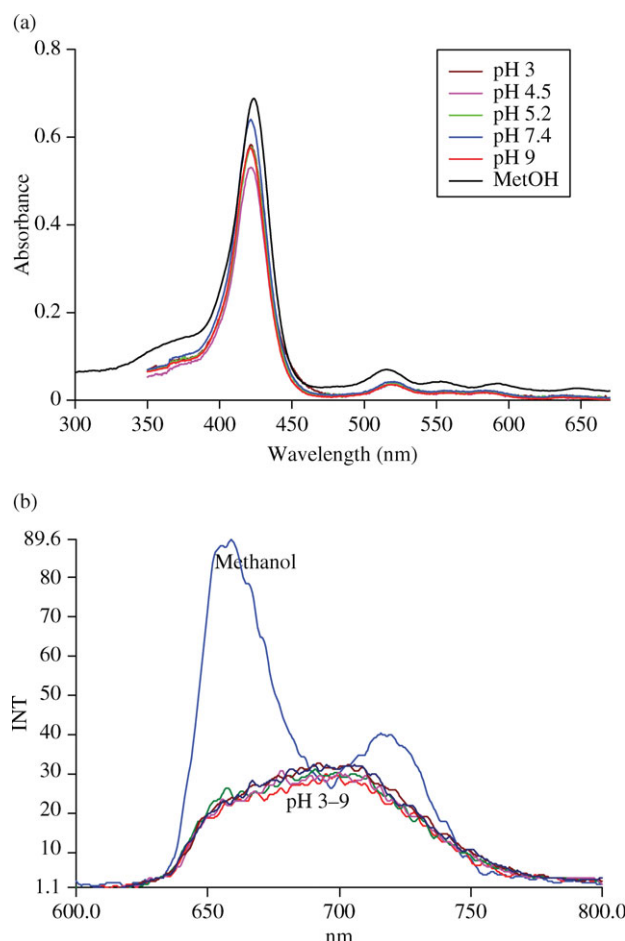 (a)
0.8
0.6
0.4
0.2
0
Absorbance
pH 3
pH 4.5
pH 5.2
pH 7.4
pH 9
MetOH
300 350 400 450 500 550 600 650
Wavelength (nm)
(b)
89.6
80
70
60
50
40
30
20
10
1.1
INT
Methanol
pH 3–9
600.0 650 700 750 800.0
nm